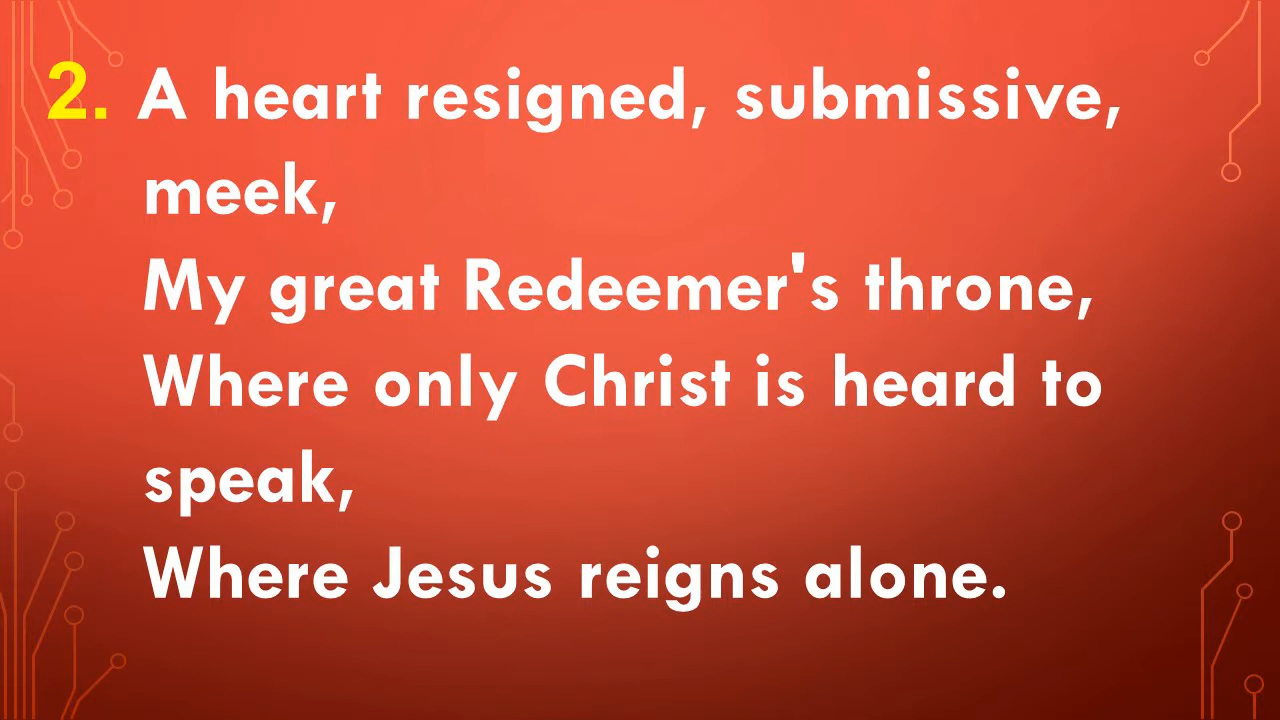 2. A heart resigned, submissive,
meek,
My great Redeemer's throne,
Where only Christ is heard to
speak,
Where Jesus reigns alone.